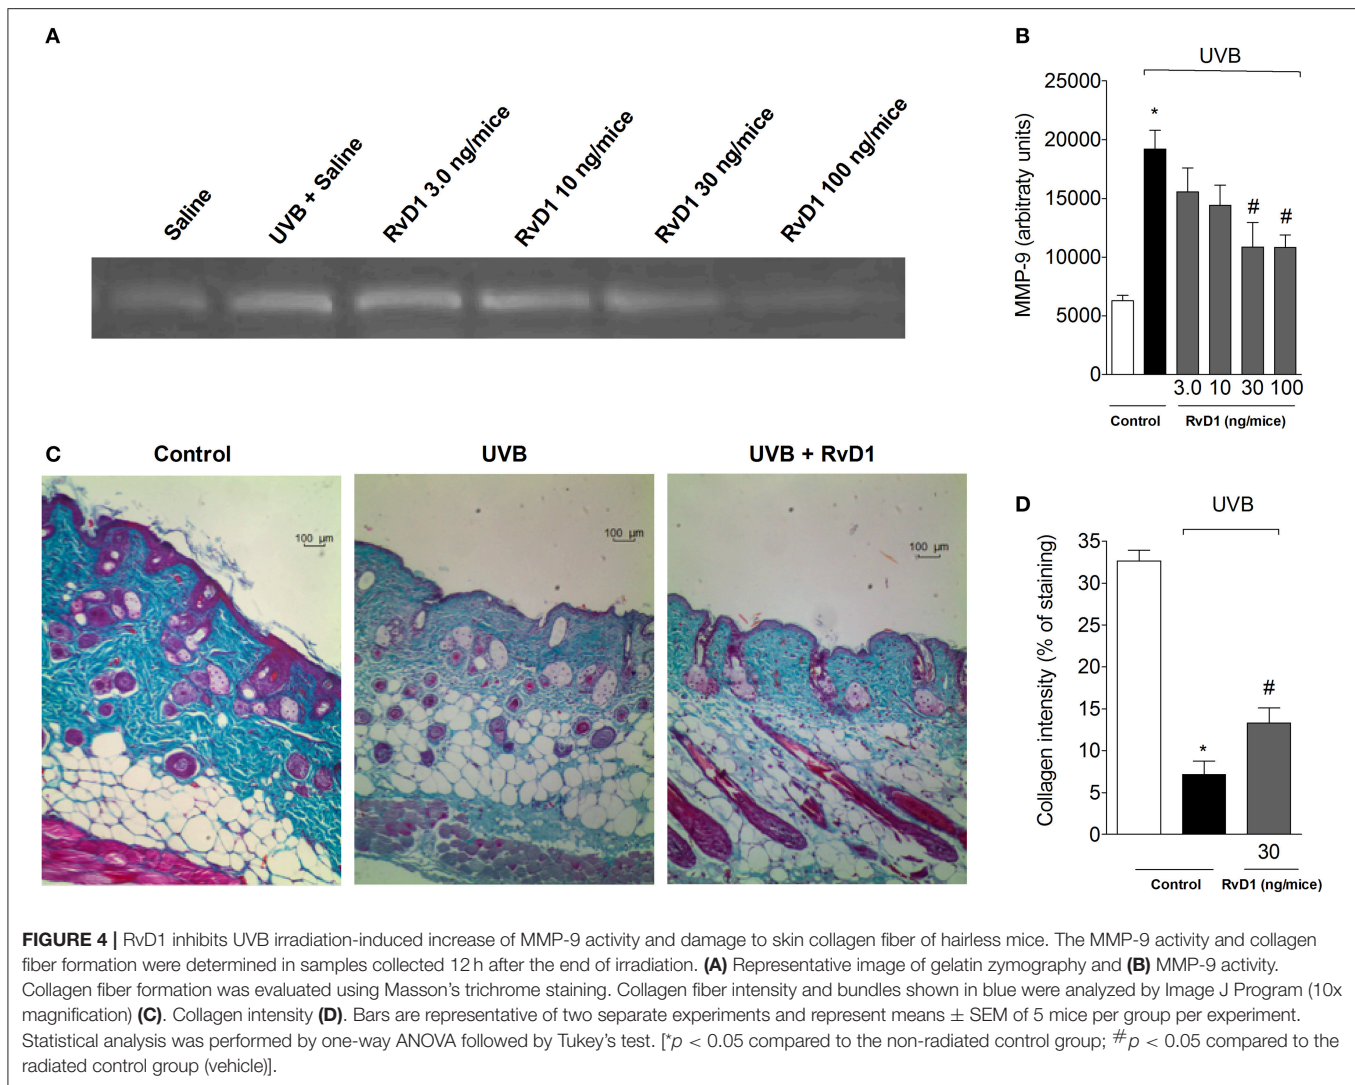 A
Saline
UVB + Saline
RvD1 3.0 ng/mice
RvD1 10 ng/mice
RvD1 30 ng/mice
RvD1 100 ng/mice
B
UVB
MMP-9 (arbitraty units)
25000
20000
15000
10000
5000
0
*
#
#
3.0 10 30 100
Control RvD1 (ng/mice)
C
Control UVB UVB + RvD1
100 µm
100 µm
100 µm
D
UVB
Collagen intensity (% of staining)
35
30
25
20
15
10
5
0
*
#
30
Control RvD1 (ng/mice)
FIGURE 4 | RvD1 inhibits UVB irradiation-induced increase of MMP-9 activity and damage to skin collagen fiber of hairless mice. The MMP-9 activity and collagen
fiber formation were determined in samples collected 12 h after the end of irradiation. (A) Representative image of gelatin zymography and (B) MMP-9 activity.
Collagen fiber formation was evaluated using Masson's trichrome staining. Collagen fiber intensity and bundles shown in blue were analyzed by Image J Program (10x
magnification) (C). Collagen intensity (D). Bars are representative of two separate experiments and represent means ± SEM of 5 mice per group per experiment.
Statistical analysis was performed by one-way ANOVA followed by Tukey's test. [*p < 0.05 compared to the non-radiated control group; #p < 0.05 compared to the
radiated control group (vehicle)].